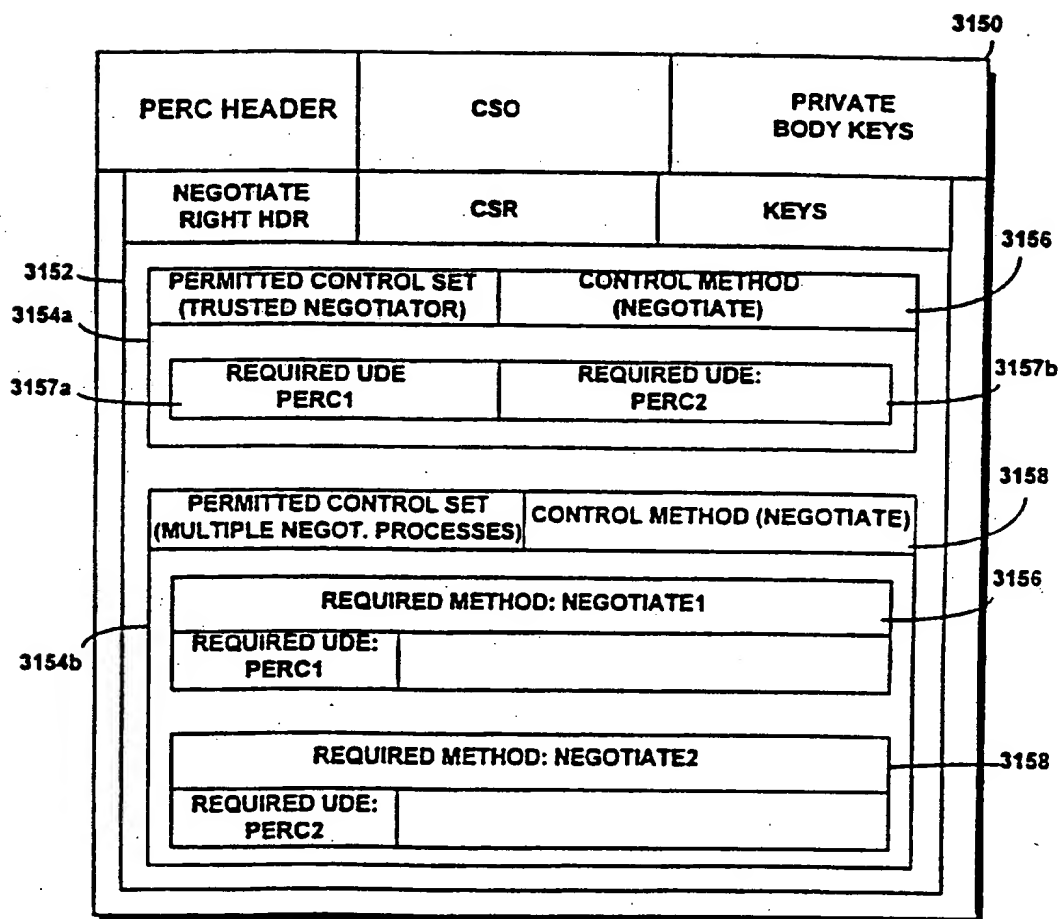 3150
PERC HEADER
CSO
PRIVATE
BODY KEYS
NEGOTIATE
RIGHT HDR
CSR
KEYS
3156
3152
PERMITTED CONTROL SET
(TRUSTED NEGOTIATOR)
CONTROL METHOD
(NEGOTIATE)
3154a
3157a
REQUIRED UDE
PERC1
REQUIRED UDE:
PERC2
3157b
3158
PERMITTED CONTROL SET
(MULTIPLE NEGOT. PROCESSES)
CONTROL METHOD (NEGOTIATE)
3156
REQUIRED METHOD: NEGOTIATE1
3154b
REQUIRED UDE:
PERC1
REQUIRED METHOD: NEGOTIATE2
3158
REQUIRED UDE:
PERC2